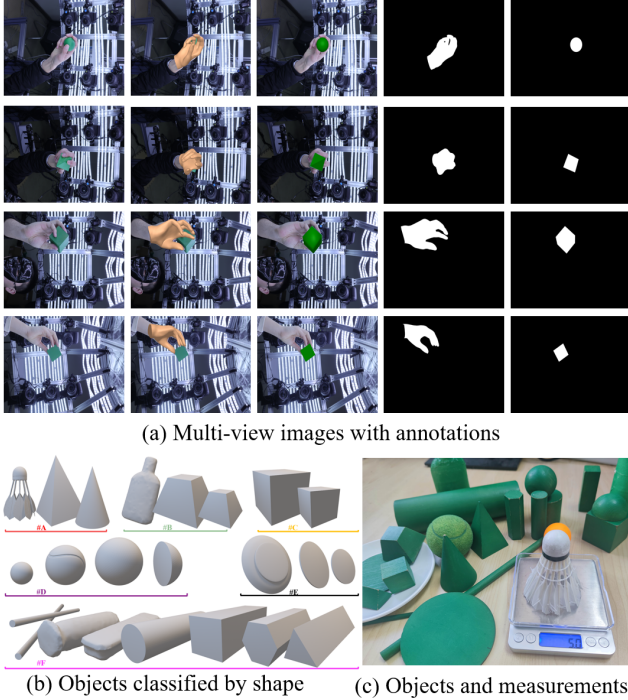 (a) Multi-view images with annotations
#A
#B
#C
#D
#E
#F
(b) Objects classified by shape
(c) Objects and measurements